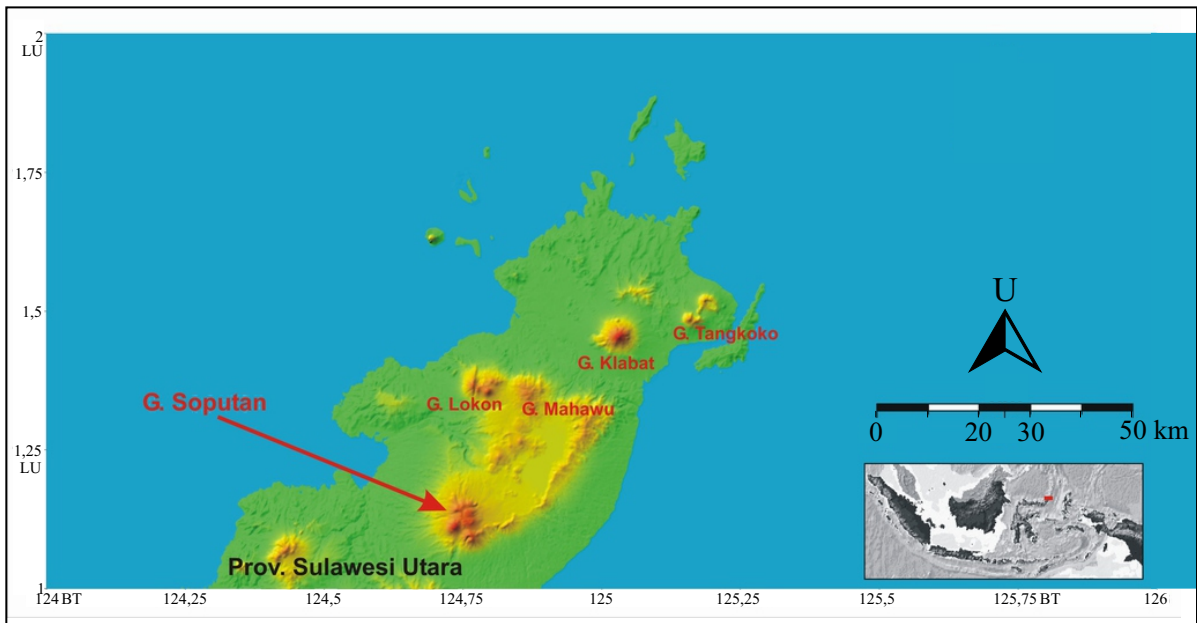 2
LU
1,75
1,5
U
G. Tangkoko
G. Klabat
G. Soputan
G. Lokon
G. Mahawu
0 20 30 50 km
1,25
LU
Prov. Sulawesi Utara
1
124 BT 124,25 124,5 124,75 125 125,25 125,5 125,75 BT 126